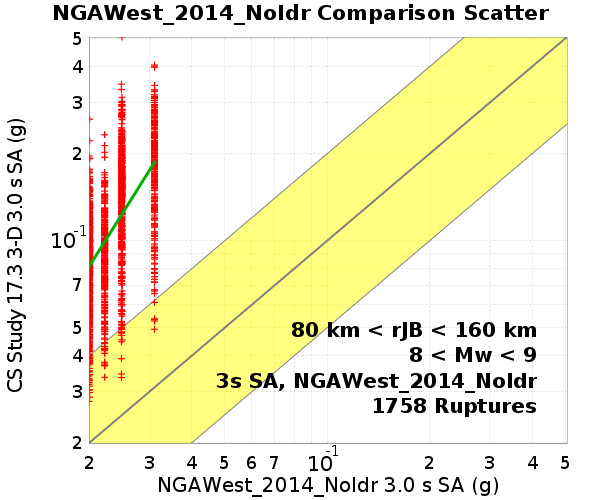 NGAWest_2014_NoIdr Comparison Scatter
5
4
3
2
10-1
7
6
5
4
3
2
CS Study 17.3 3-D 3.0 s SA (g)
80 km < rJB < 160 km
8 < Mw < 9
3s SA, NGAWest_2014_NoIdr
1758 Ruptures
2 3 4 5 6 7 10-1 2 3 4 5
NGAWest_2014_NoIdr 3.0 s SA (g)